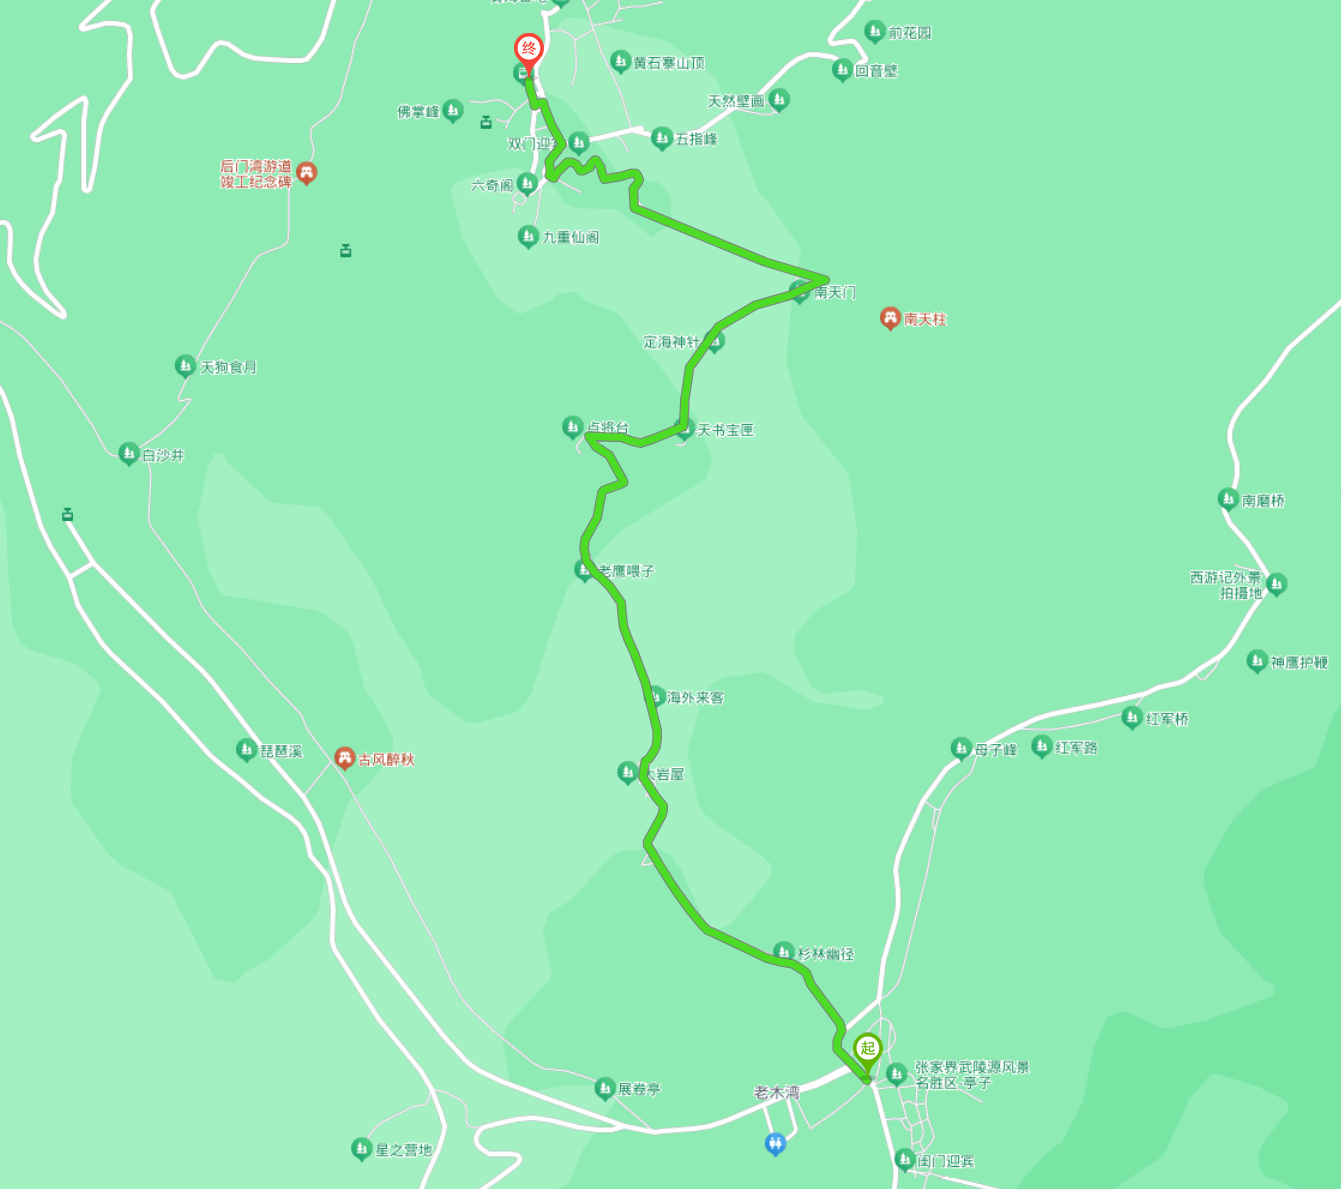 终
前花园
黄石寨山顶
回音壁
天然壁画
佛掌峰
双门迎
五指峰
后门湾游道
竣工纪念碑
六奇阁
九重仙阁
南天门
南天柱
定海神针
天狗食月
点将台
天书宝匣
白沙井
南磨桥
老鹰喂子
西游记外景
拍摄地
神鹰护鞭
海外来客
红军桥
琵琶溪
古风醉秋
母子峰
红军路
大岩屋
杉林幽径
起
张家界武陵源风景
名胜区-亭子
展卷亭
老木湾
星之营地
闺门迎宾